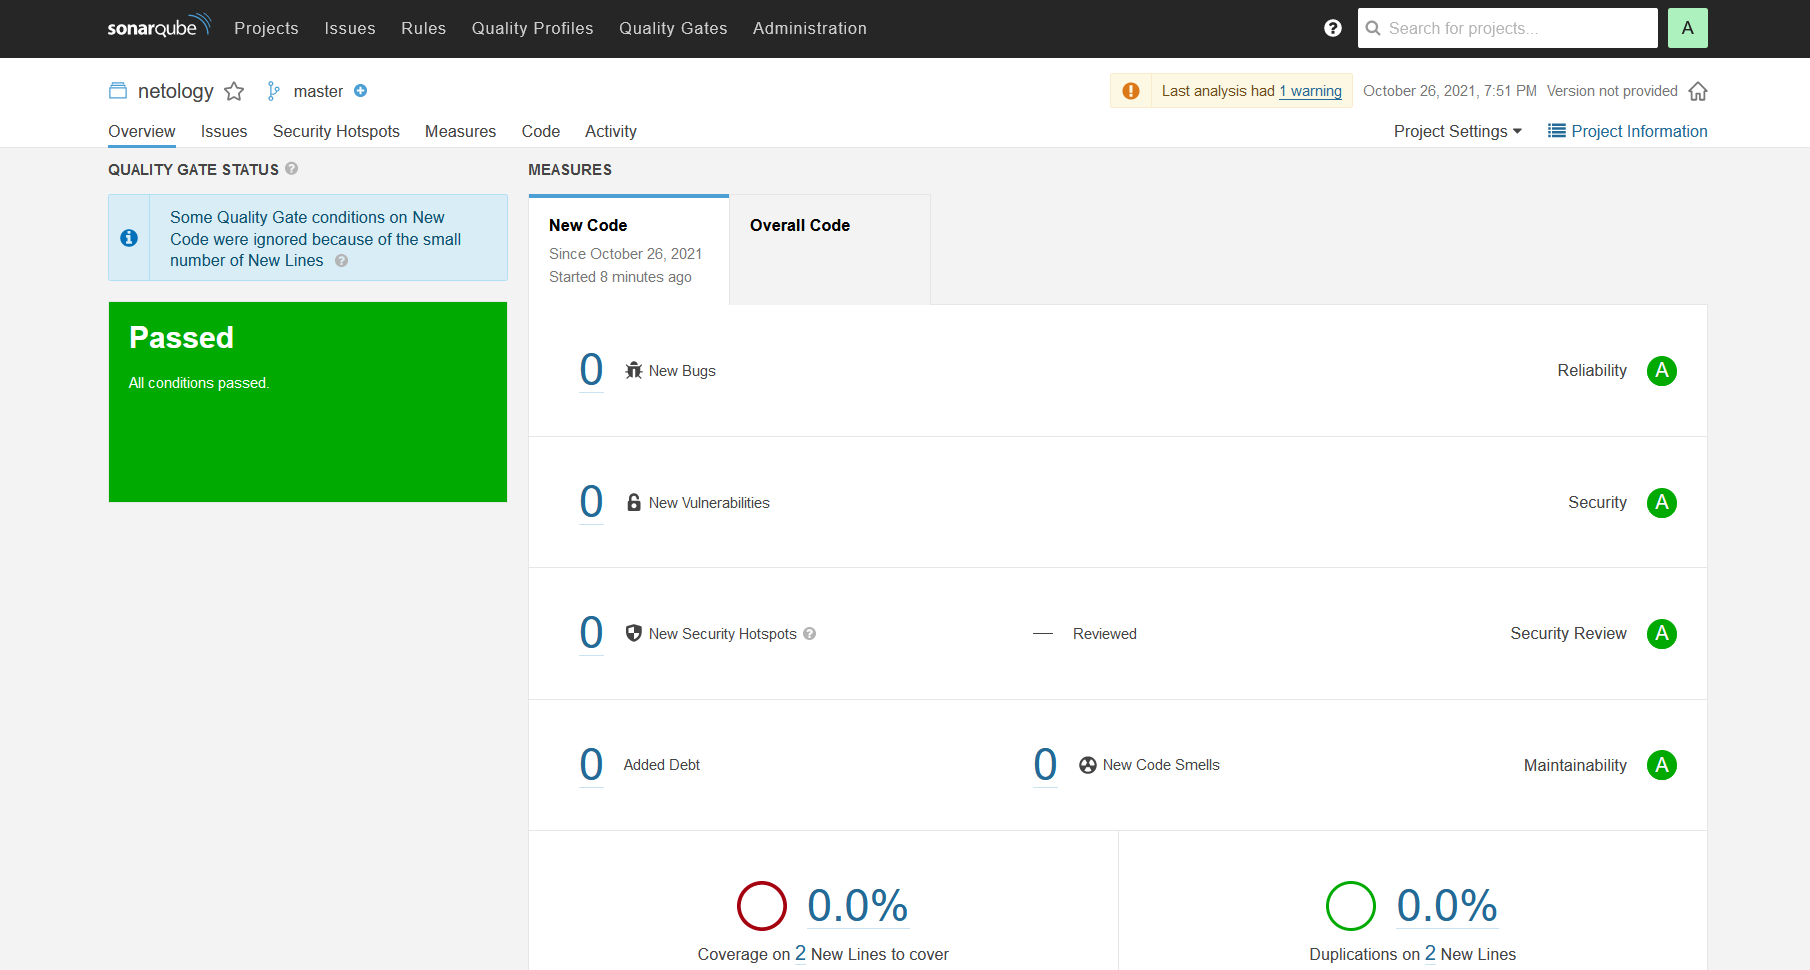 sonarqube Projects Issues Rules Quality Profiles Quality Gates Administration ? Search for projects... A
netology master Last analysis had 1 warning October 26, 2021, 7:51 PM Version not provided
Overview Issues Security Hotspots Measures Code Activity Project Settings Project Information
QUALITY GATE STATUS ?
Some Quality Gate conditions on New
Code were ignored because of the small
number of New Lines ?
Passed
All conditions passed.
MEASURES
New Code
Since October 26, 2021
Started 8 minutes ago
Overall Code
0 New Bugs Reliability A
0 New Vulnerabilities Security A
0 New Security Hotspots ? — Reviewed Security Review A
0 Added Debt 0 New Code Smells Maintainability A
0.0%
Coverage on 2 New Lines to cover
0.0%
Duplications on 2 New Lines